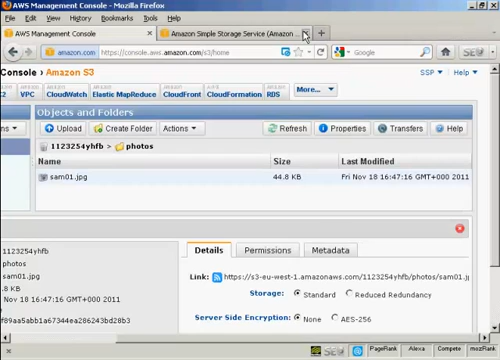 AWS Management Console - Mozilla Firefox
File Edit View History Bookmarks Tools Help
AWS Management Console
Amazon Simple Storage Service (Amazon ...
amazon.com https://console.aws.amazon.com/s3/home
Google
SEO
Console › Amazon S3
SSP
Help
VPC CloudWatch Elastic MapReduce CloudFront CloudFormation RDS More...
Objects and Folders
Upload Create Folder Actions Refresh Properties Transfers Help
1123254yhfb > photos
Name Size Last Modified
sam01.jpg 44.8 KB Fri Nov 18 16:47:16 GMT+000 2011
1123254yhfb
photos
sam01.jpg
4.8 KB
Nov 18 16:47:16 GMT+000 2011
f89aa5abb1a67344ea286243bd28b3
Details Permissions Metadata
Link: https://s3-eu-west-1.amazonaws.com/1123254yhfb/photos/sam01.j
Storage: Standard Reduced Redundancy
Server Side Encryption: None AES-256
PageRank Alexa Compete mozRank